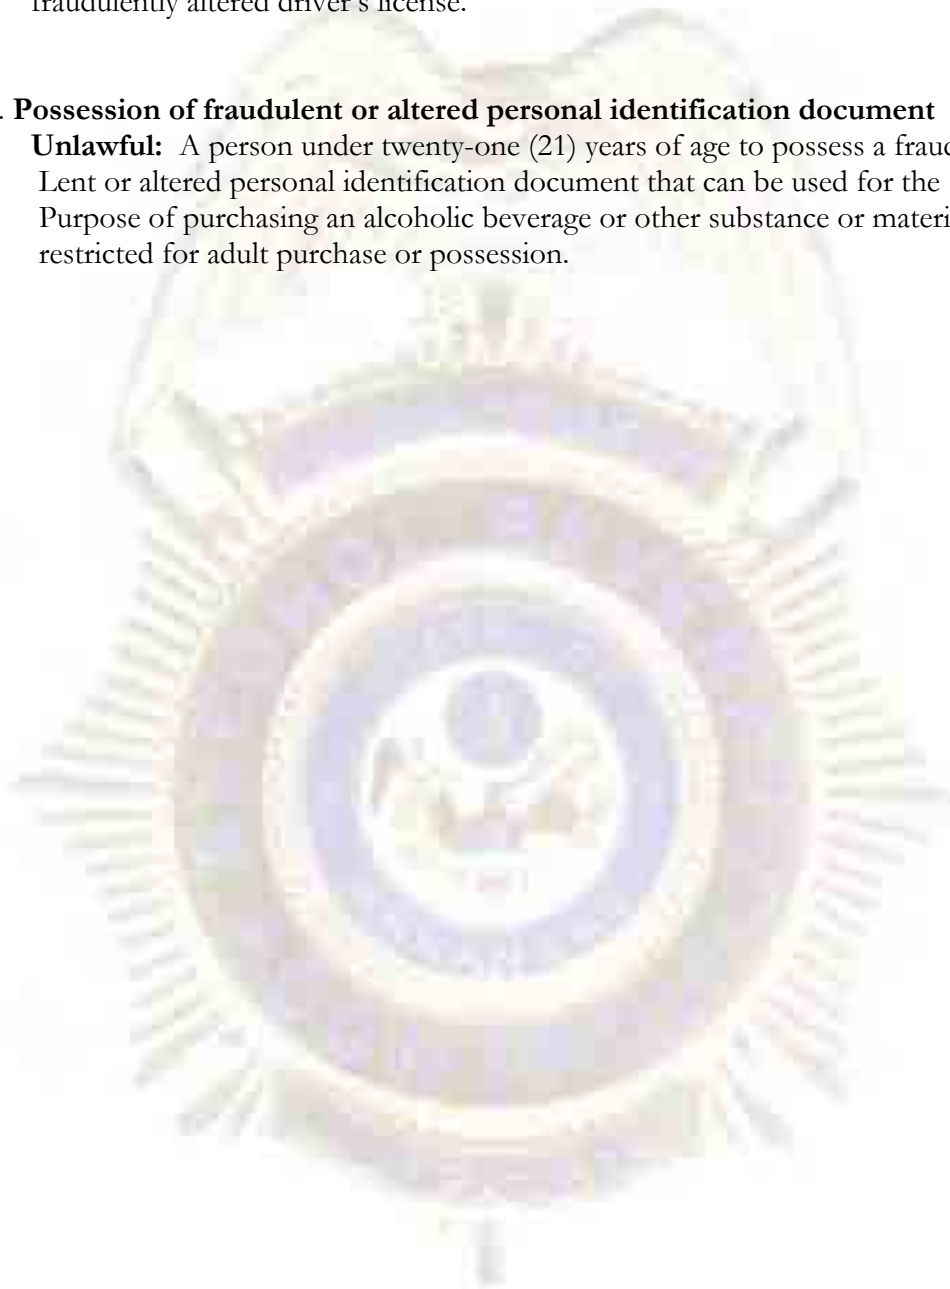 fraudulently altered driver's license.
. Possession of fraudulent or altered personal identification document
Unlawful: A person under twenty-one (21) years of age to possess a fraud
Lent or altered personal identification document that can be used for the
Purpose of purchasing an alcoholic beverage or other substance or materi
restricted for adult purchase or possession.